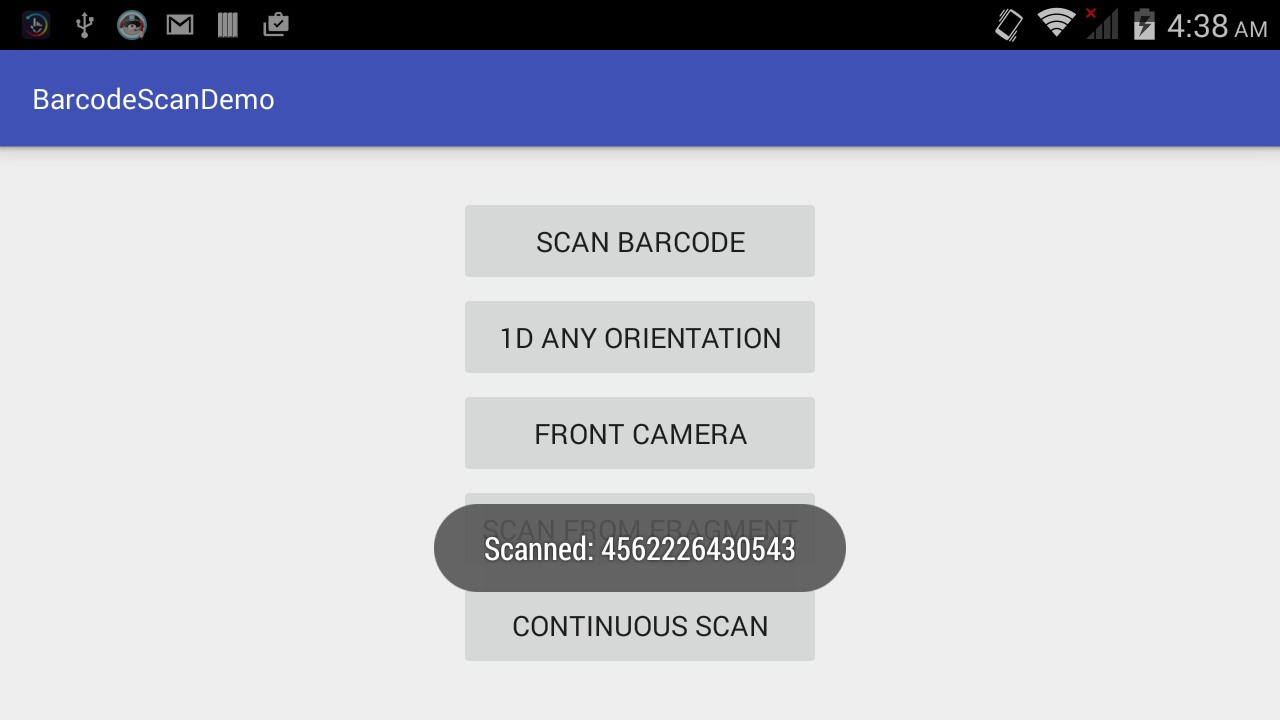 4:38 AM
BarcodeScanDemo
SCAN BARCODE
1D ANY ORIENTATION
FRONT CAMERA
SCAN FROM FRAGMENT
Scanned: 4562226430543
CONTINUOUS SCAN